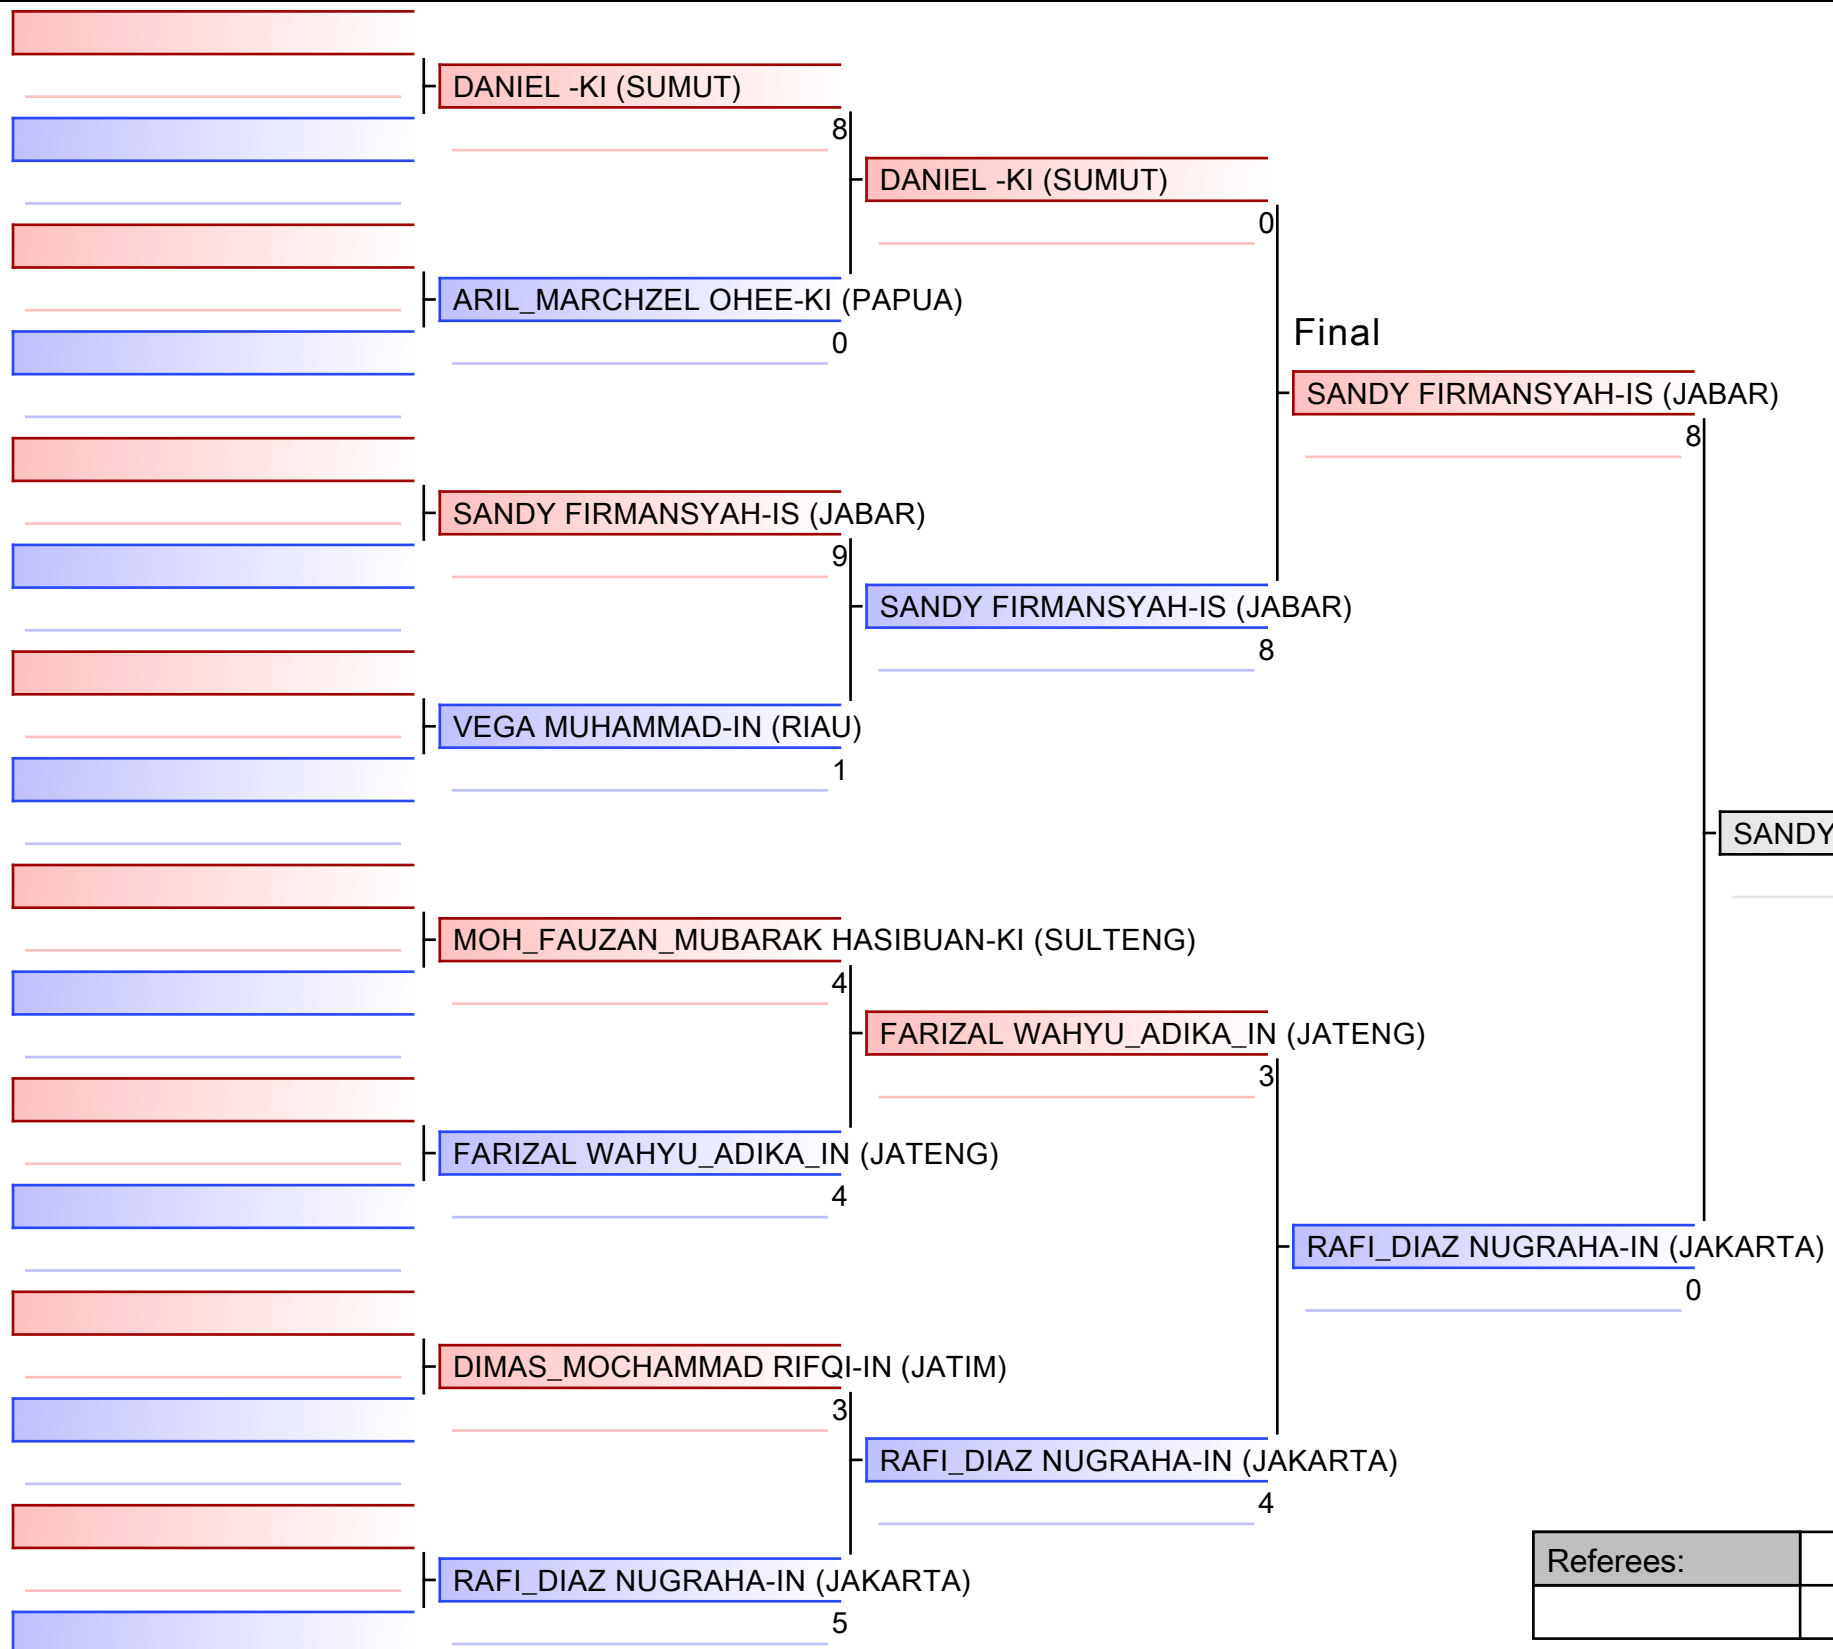 DANIEL -KI (SUMUT)
8
DANIEL -KI (SUMUT)
0
ARIL_MARCHZEL OHEE-KI (PAPUA)
0
Final
SANDY FIRMANSYAH-IS (JABAR)
8
SANDY FIRMANSYAH-IS (JABAR)
9
SANDY FIRMANSYAH-IS (JABAR)
8
VEGA MUHAMMAD-IN (RIAU)
1
SANDY
MOH_FAUZAN_MUBARAK HASIBUAN-KI (SULTENG)
4
FARIZAL WAHYU_ADIKA_IN (JATENG)
3
FARIZAL WAHYU_ADIKA_IN (JATENG)
4
RAFI_DIAZ NUGRAHA-IN (JAKARTA)
0
DIMAS_MOCHAMMAD RIFQI-IN (JATIM)
3
RAFI_DIAZ NUGRAHA-IN (JAKARTA)
4
RAFI_DIAZ NUGRAHA-IN (JAKARTA)
5
Referees: